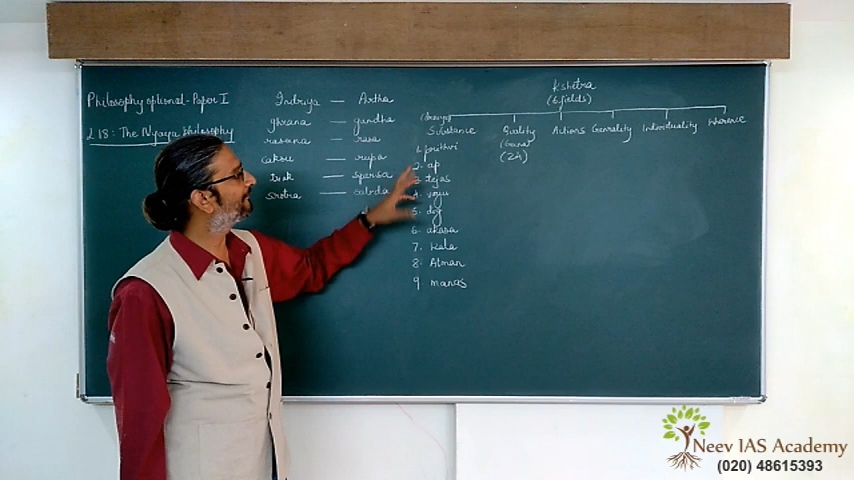 Philosophy optional - Paper I
L 18 : The Nyaya philosophy
Indriya — Artha
ghrana — gandha
rasana — rasa
caksu — rupa
tvak — sparsa
srotra — sabda
Kshetra
(6 fields)
(dravya)
Substance
Quality
(Guna)
(24)
Actions
Generality
Individuality
Inherence
1. prithvi
2. ap
3. tejas
4. vayu
5. dig
6. akasa
7. Kala
8. Atman
9. manas
Neev IAS Academy
(020) 48615393